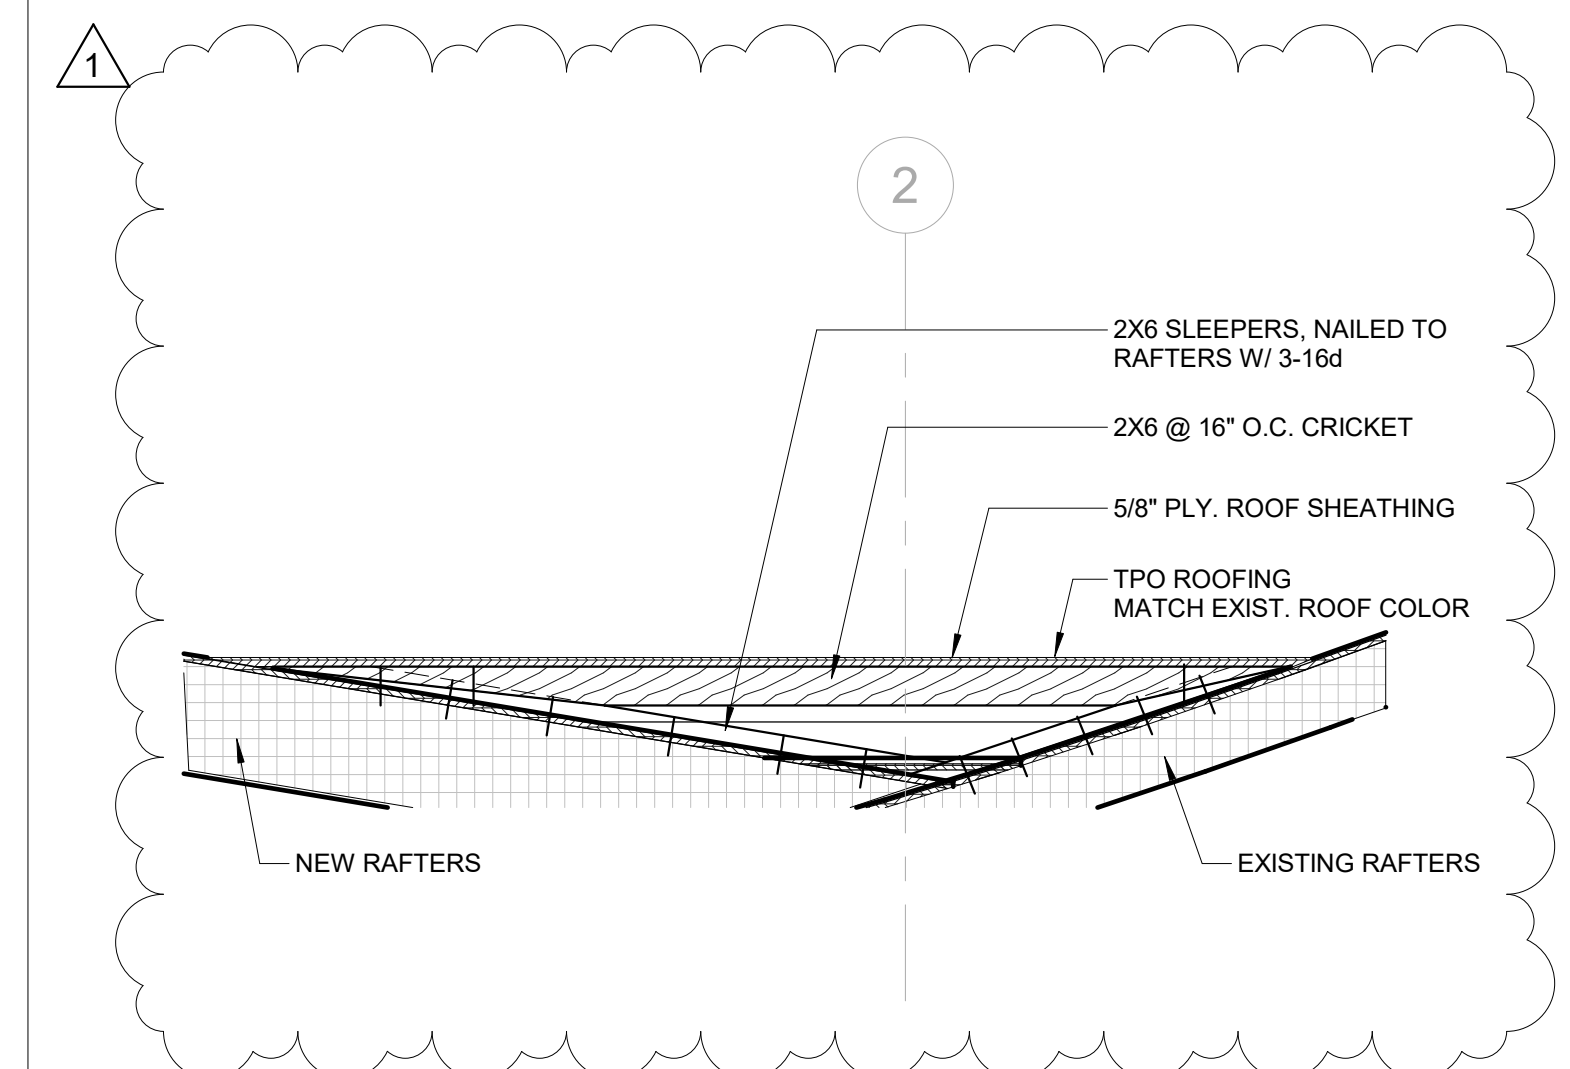 1
2
2X6 SLEEPERS, NAILED TO
RAFTERS W/ 3-16d
2X6 @ 16" O.C. CRICKET
5/8" PLY. ROOF SHEATHING
TPO ROOFING
MATCH EXIST. ROOF COLOR
NEW RAFTERS
EXISTING RAFTERS